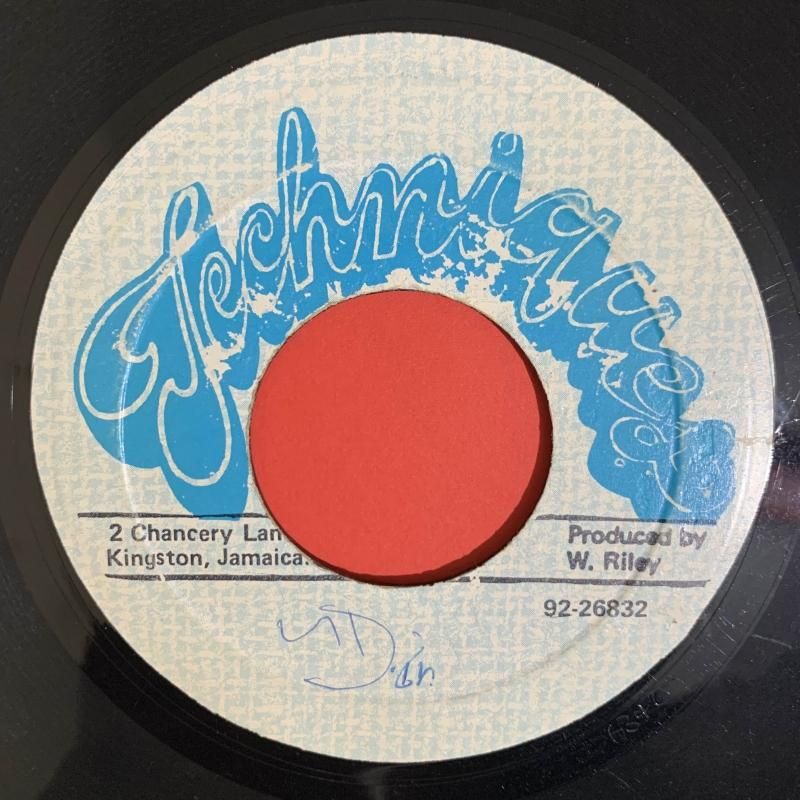 Techniques
2 Chancery Lan
Kingston, Jamaica.
Produced by
W. Riley
92-26832